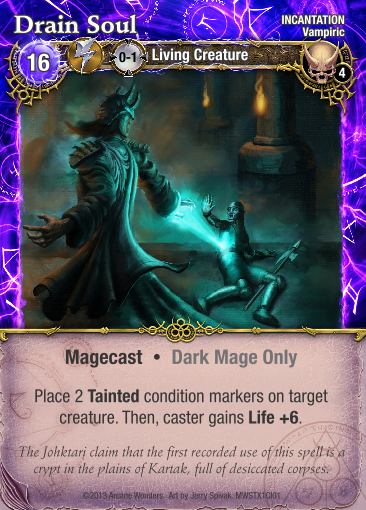 Drain Soul
INCANTATION
Vampiric
16
0-1
Living Creature
4
Magecast • Dark Mage Only
Place 2 Tainted condition markers on target
creature. Then, caster gains Life +6.
The Johktari claim that the first recorded use of this spell is a
crypt in the plains of Kartak, full of desiccated corpses.
©2013 Arcane Wonders. Art by Jerry Spivak. MWSTX1CI01